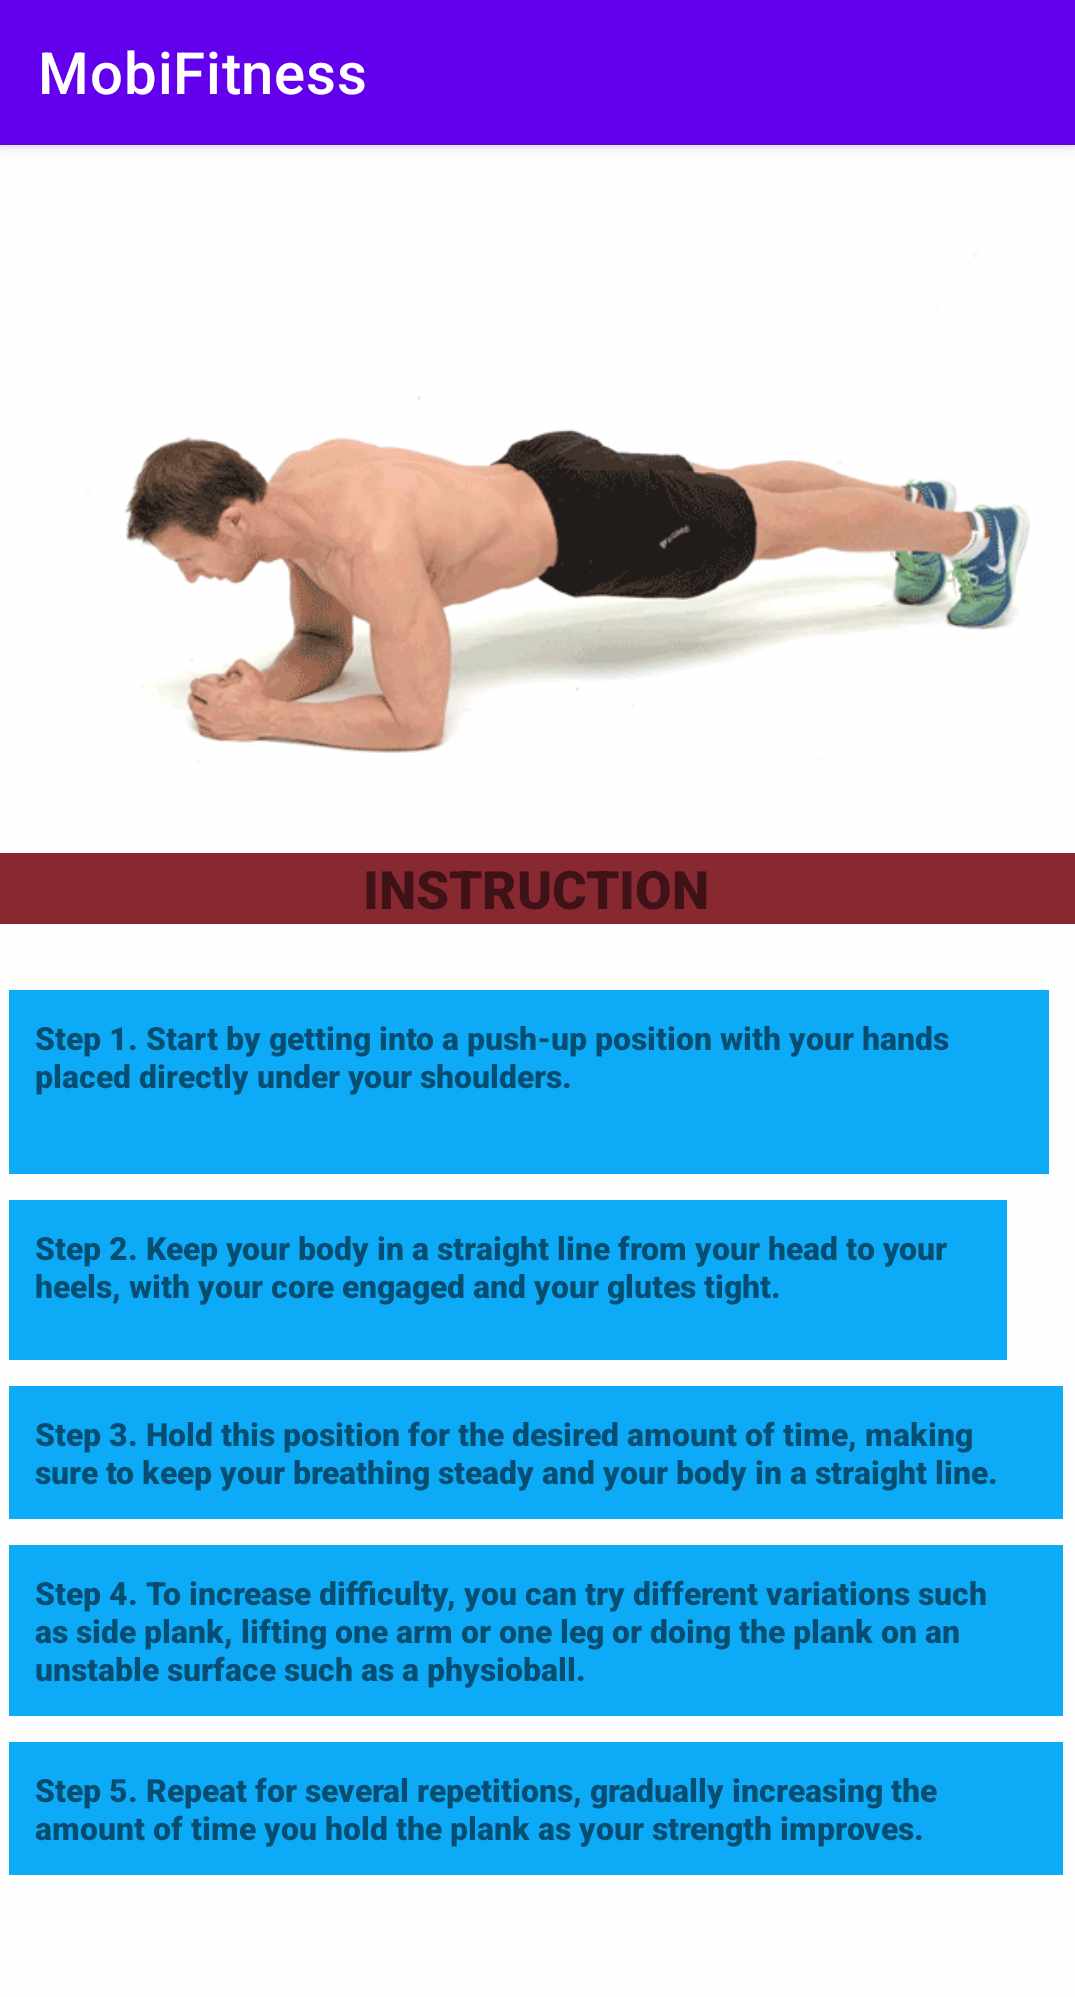 MobiFitness
INSTRUCTION
Step 1. Start by getting into a push-up position with your hands
placed directly under your shoulders.
Step 2. Keep your body in a straight line from your head to your
heels, with your core engaged and your glutes tight.
Step 3. Hold this position for the desired amount of time, making
sure to keep your breathing steady and your body in a straight line.
Step 4. To increase difficulty, you can try different variations such
as side plank, lifting one arm or one leg or doing the plank on an
unstable surface such as a physioball.
Step 5. Repeat for several repetitions, gradually increasing the
amount of time you hold the plank as your strength improves.